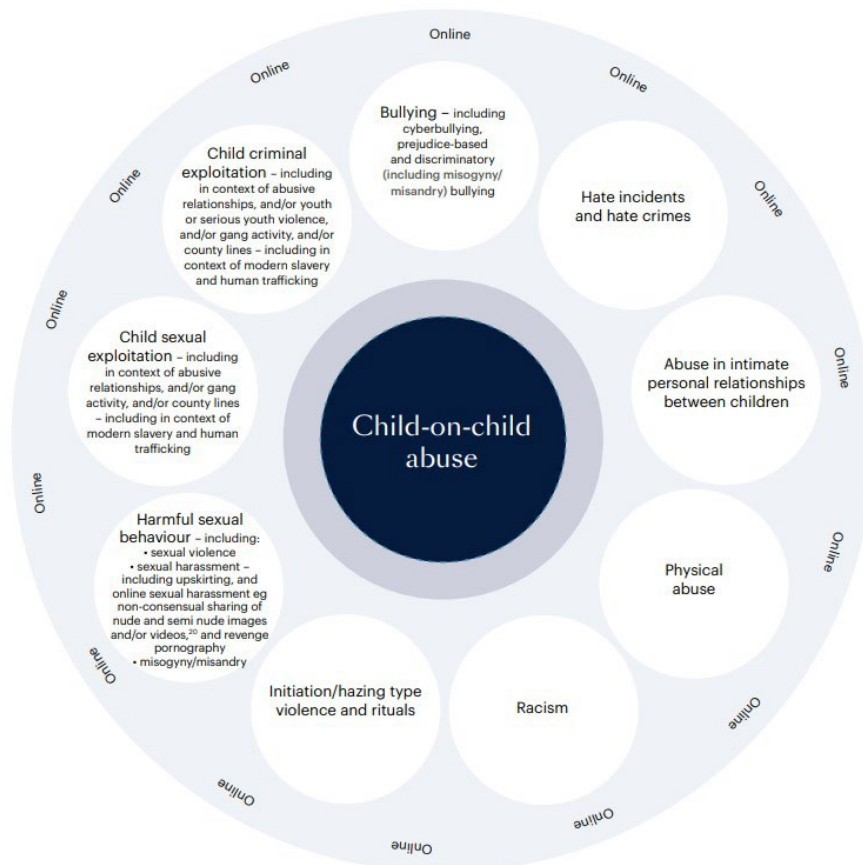 Online
Online
Online
Online
Online
Online
Online
Online
Online
Online
Online
Online
Online
Online
Child-on-child
abuse
Bullying – including
cyberbullying,
prejudice-based
and discriminatory
(including misogyny/
misandry) bullying
Hate incidents
and hate crimes
Abuse in intimate
personal relationships
between children
Physical
abuse
Racism
Initiation/hazing type
violence and rituals
Harmful sexual
behaviour – including:
• sexual violence
• sexual harassment –
including upskirting, and
online sexual harassment eg
non-consensual sharing of
nude and semi nude images
and/or videos,²⁰ and revenge
pornography
• misogyny/misandry
Child sexual
exploitation – including
in context of abusive
relationships, and/or gang
activity, and/or county lines
– including in context of
modern slavery and human
trafficking
Child criminal
exploitation – including
in context of abusive
relationships, and/or youth
or serious youth violence,
and/or gang activity, and/or
county lines – including in
context of modern slavery
and human trafficking